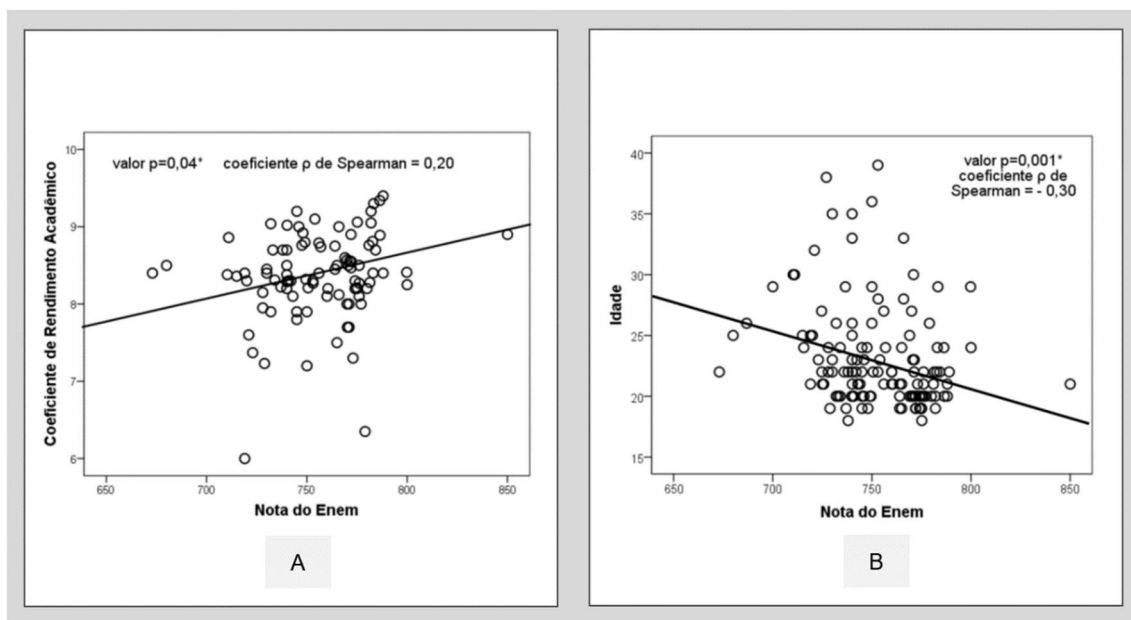 valor p=0,04* coeficiente ρ de Spearman = 0,20
Coeficiente de Rendimento Acadêmico
10
9
8
7
6
650 700 750 800 850
Nota do Enem
A
valor p=0,001*
coeficiente ρ de
Spearman = - 0,30
Idade
40
35
30
25
20
15
650 700 750 800 850
Nota do Enem
B